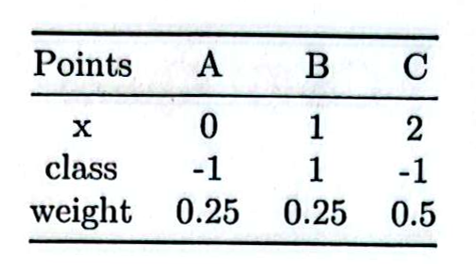 Points A B C
x 0 1 2
class -1 1 -1
weight 0.25 0.25 0.5